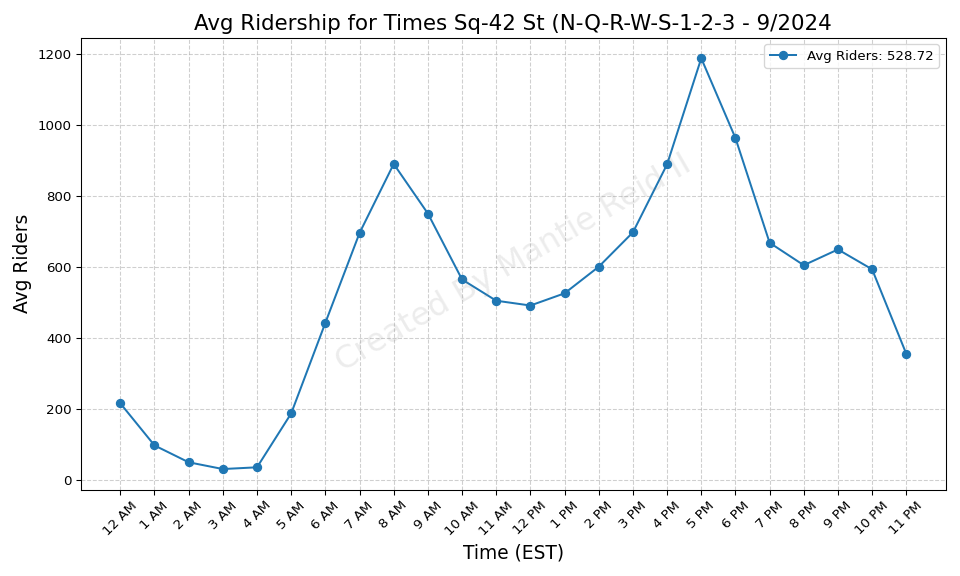 Avg Ridership for Times Sq-42 St (N-Q-R-W-S-1-2-3 - 9/2024
Avg Riders: 528.72
1200
1000
800
600
400
200
0
Avg Riders
Created By Mantie Reid II
12 AM
1 AM
2 AM
3 AM
4 AM
5 AM
6 AM
7 AM
8 AM
9 AM
10 AM
11 AM
12 PM
1 PM
2 PM
3 PM
4 PM
5 PM
6 PM
7 PM
8 PM
9 PM
10 PM
11 PM
Time (EST)